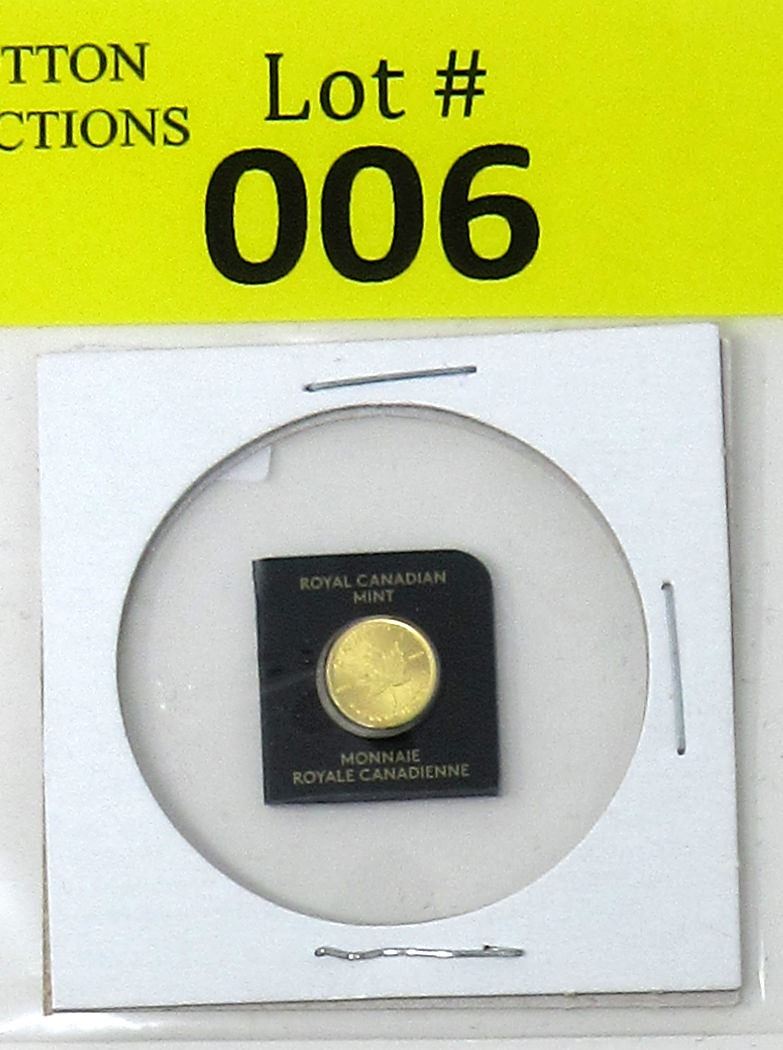 TTON
CTIONS
Lot #
006
ROYAL CANADIAN
MINT
MONNAIE
ROYALE CANADIENNE